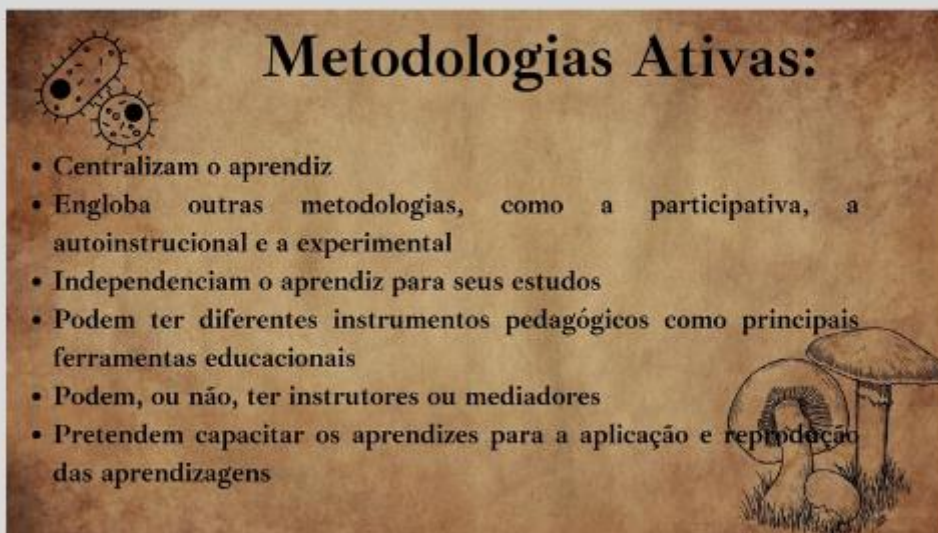 Metodologias Ativas:
• Centralizam o aprendiz
• Engloba outras metodologias, como a participativa, a
autoinstrucional e a experimental
• Independenciam o aprendiz para seus estudos
• Podem ter diferentes instrumentos pedagógicos como principais
ferramentas educacionais
• Podem, ou não, ter instrutores ou mediadores
• Pretendem capacitar os aprendizes para a aplicação e reprodução
das aprendizagens